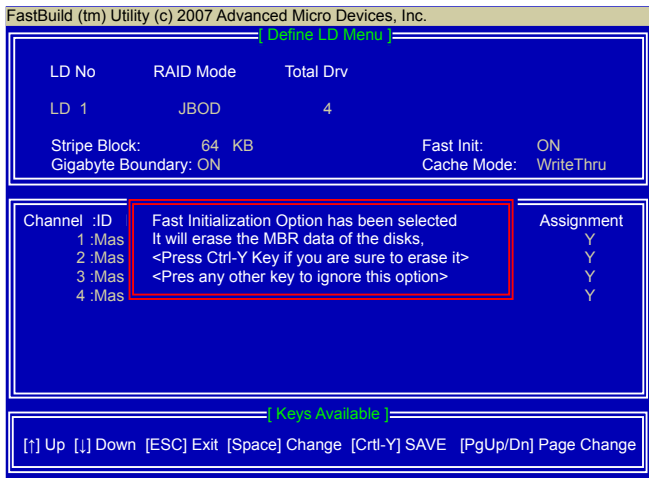 FastBuild (tm) Utility (c) 2007 Advanced Micro Devices, Inc.
[ Define LD Menu ]
LD No RAID Mode Total Drv
LD 1 JBOD 4
Stripe Block: 64 KB Fast Init: ON
Gigabyte Boundary: ON Cache Mode: WriteThru
Channel :ID Assignment
1 :Mas Y
2 :Mas Y
3 :Mas Y
4 :Mas Y
Fast Initialization Option has been selected
It will erase the MBR data of the disks,
<Press Ctrl-Y Key if you are sure to erase it>
<Pres any other key to ignore this option>
[ Keys Available ]
[↑] Up [↓] Down [ESC] Exit [Space] Change [Crtl-Y] SAVE [PgUp/Dn] Page Change